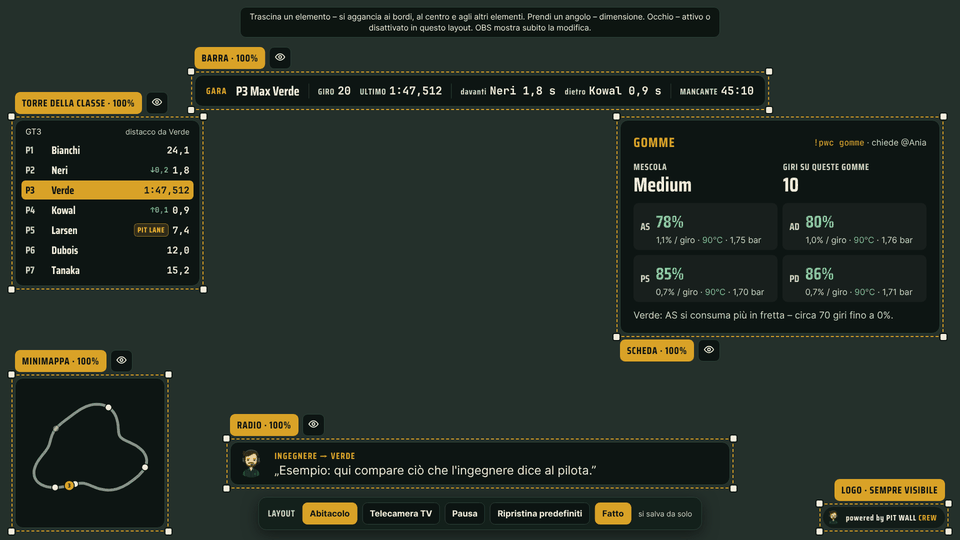 Trascina un elemento – si aggancia ai bordi, al centro e agli altri elementi. Prendi un angolo – dimensione. Occhio – attivo o
disattivato in questo layout. OBS mostra subito la modifica.
BARRA · 100%
GARA P3 Max Verde GIRO 20 ULTIMO 1:47,512 davanti Neri 1,8 s dietro Kowal 0,9 s MANCANTE 45:10
TORRE DELLA CLASSE · 100%
GT3 distacco da Verde
P1 Bianchi 24,1
P2 Neri ↓0,2 1,8
P3 Verde 1:47,512
P4 Kowal ↑0,1 0,9
P5 Larsen PIT LANE 7,4
P6 Dubois 12,0
P7 Tanaka 15,2
GOMME !pwc gomme · chiede @Ania
MESCOLA GIRI SU QUESTE GOMME
Medium 10
AS 78% AD 80%
1,1% / giro · 90°C · 1,75 bar 1,0% / giro · 90°C · 1,76 bar
PS 85% PD 86%
0,7% / giro · 90°C · 1,70 bar 0,7% / giro · 90°C · 1,71 bar
Verde: AS si consuma più in fretta – circa 70 giri fino a 0%.
SCHEDA · 100%
MINIMAPPA · 100%
RADIO · 100%
INGEGNERE → VERDE
„Esempio: qui compare ciò che l'ingegnere dice al pilota.”
LAYOUT Abitacolo Telecamera TV Pausa Ripristina predefiniti Fatto si salva da solo
LOGO · SEMPRE VISIBILE
powered by PIT WALL CREW